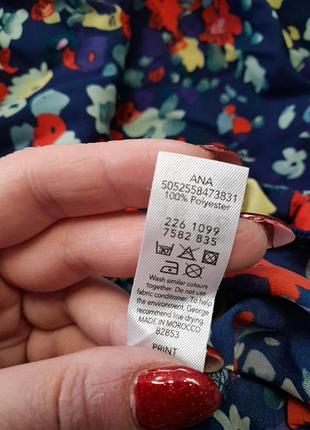 ANA
5052558473831
100% Polyester
226 1099
7582 835
30
Wash similar colours
together. Do not use
fabric conditioner. To help
the environment, George
recommend line drying
MADE IN MOROCCO
82853
PRINT